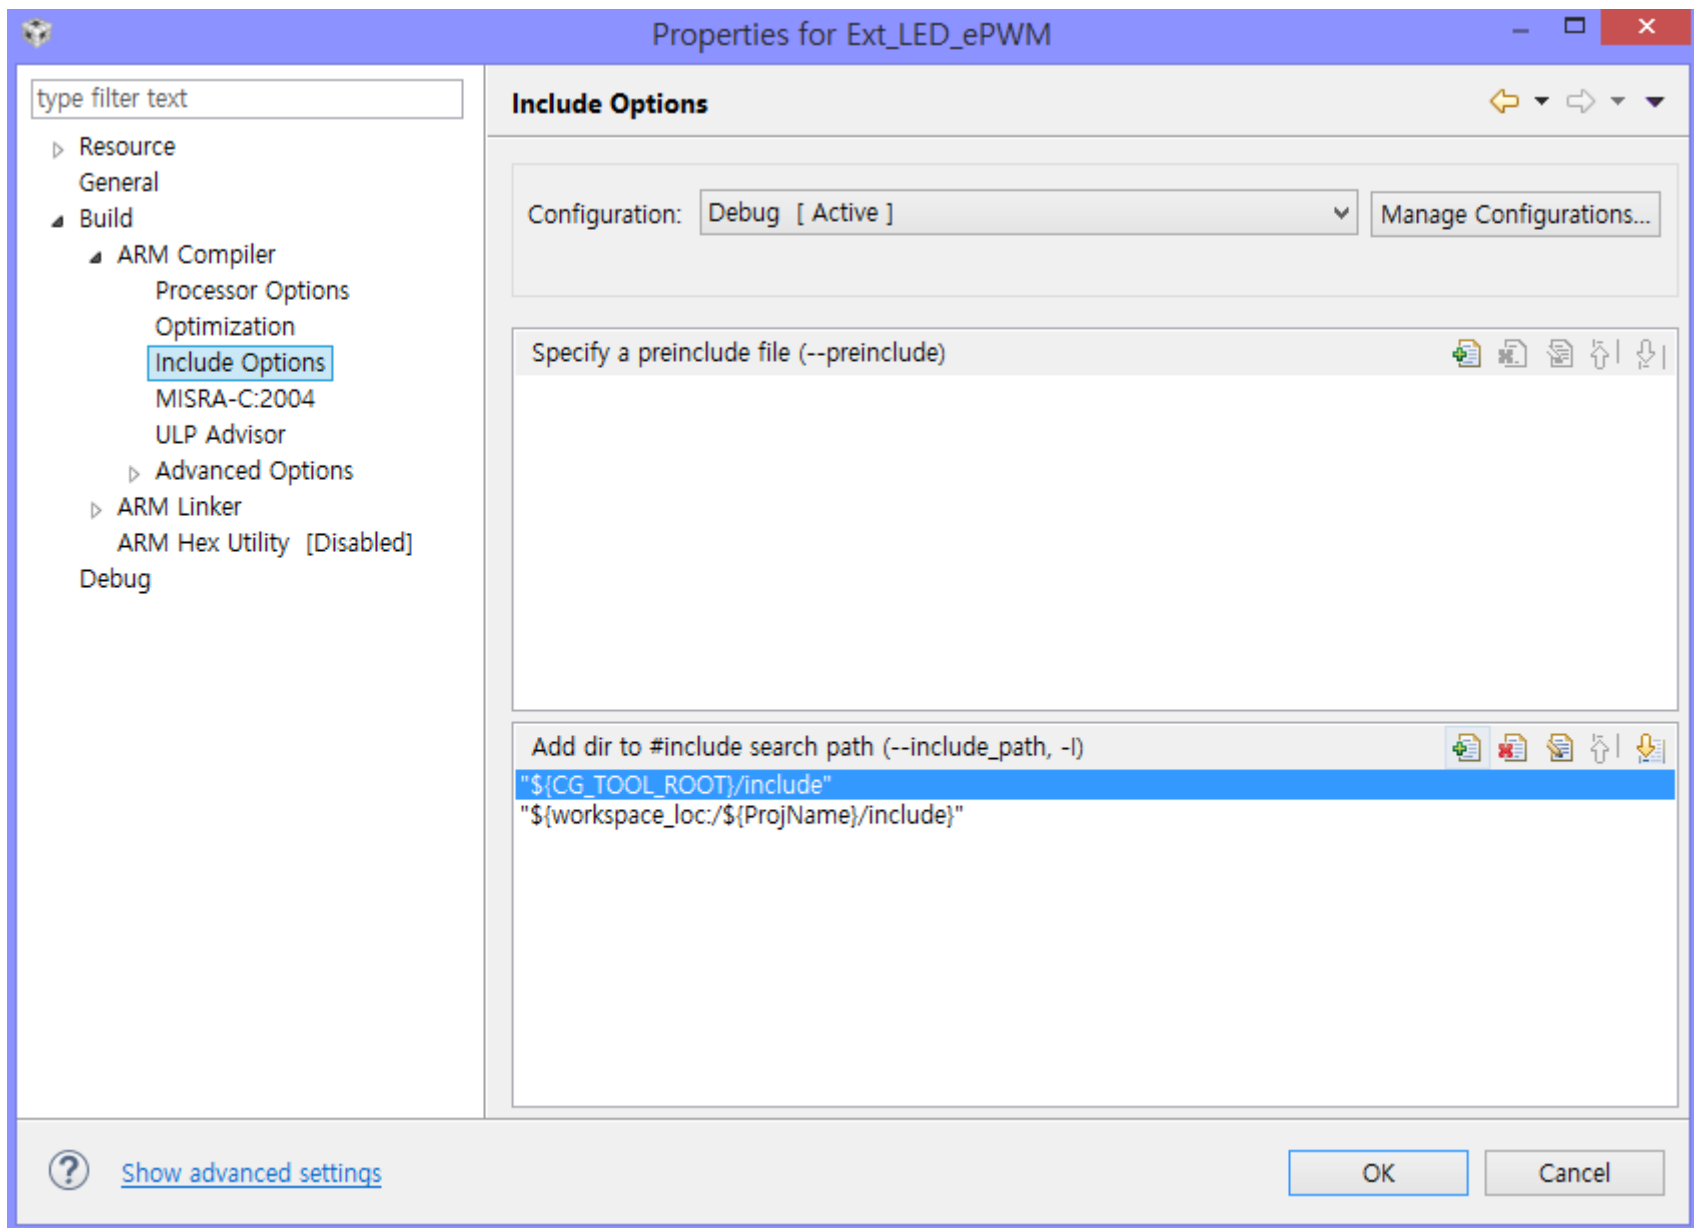 Properties for Ext_LED_ePWM
type filter text
Resource
General
Build
ARM Compiler
Processor Options
Optimization
Include Options
MISRA-C:2004
ULP Advisor
Advanced Options
ARM Linker
ARM Hex Utility [Disabled]
Debug
Include Options
Configuration: Debug [ Active ] Manage Configurations...
Specify a preinclude file (--preinclude)
Add dir to #include search path (--include_path, -I)
"${CG_TOOL_ROOT}/include"
"${workspace_loc:/${ProjName}/include}"
Show advanced settings
OK Cancel